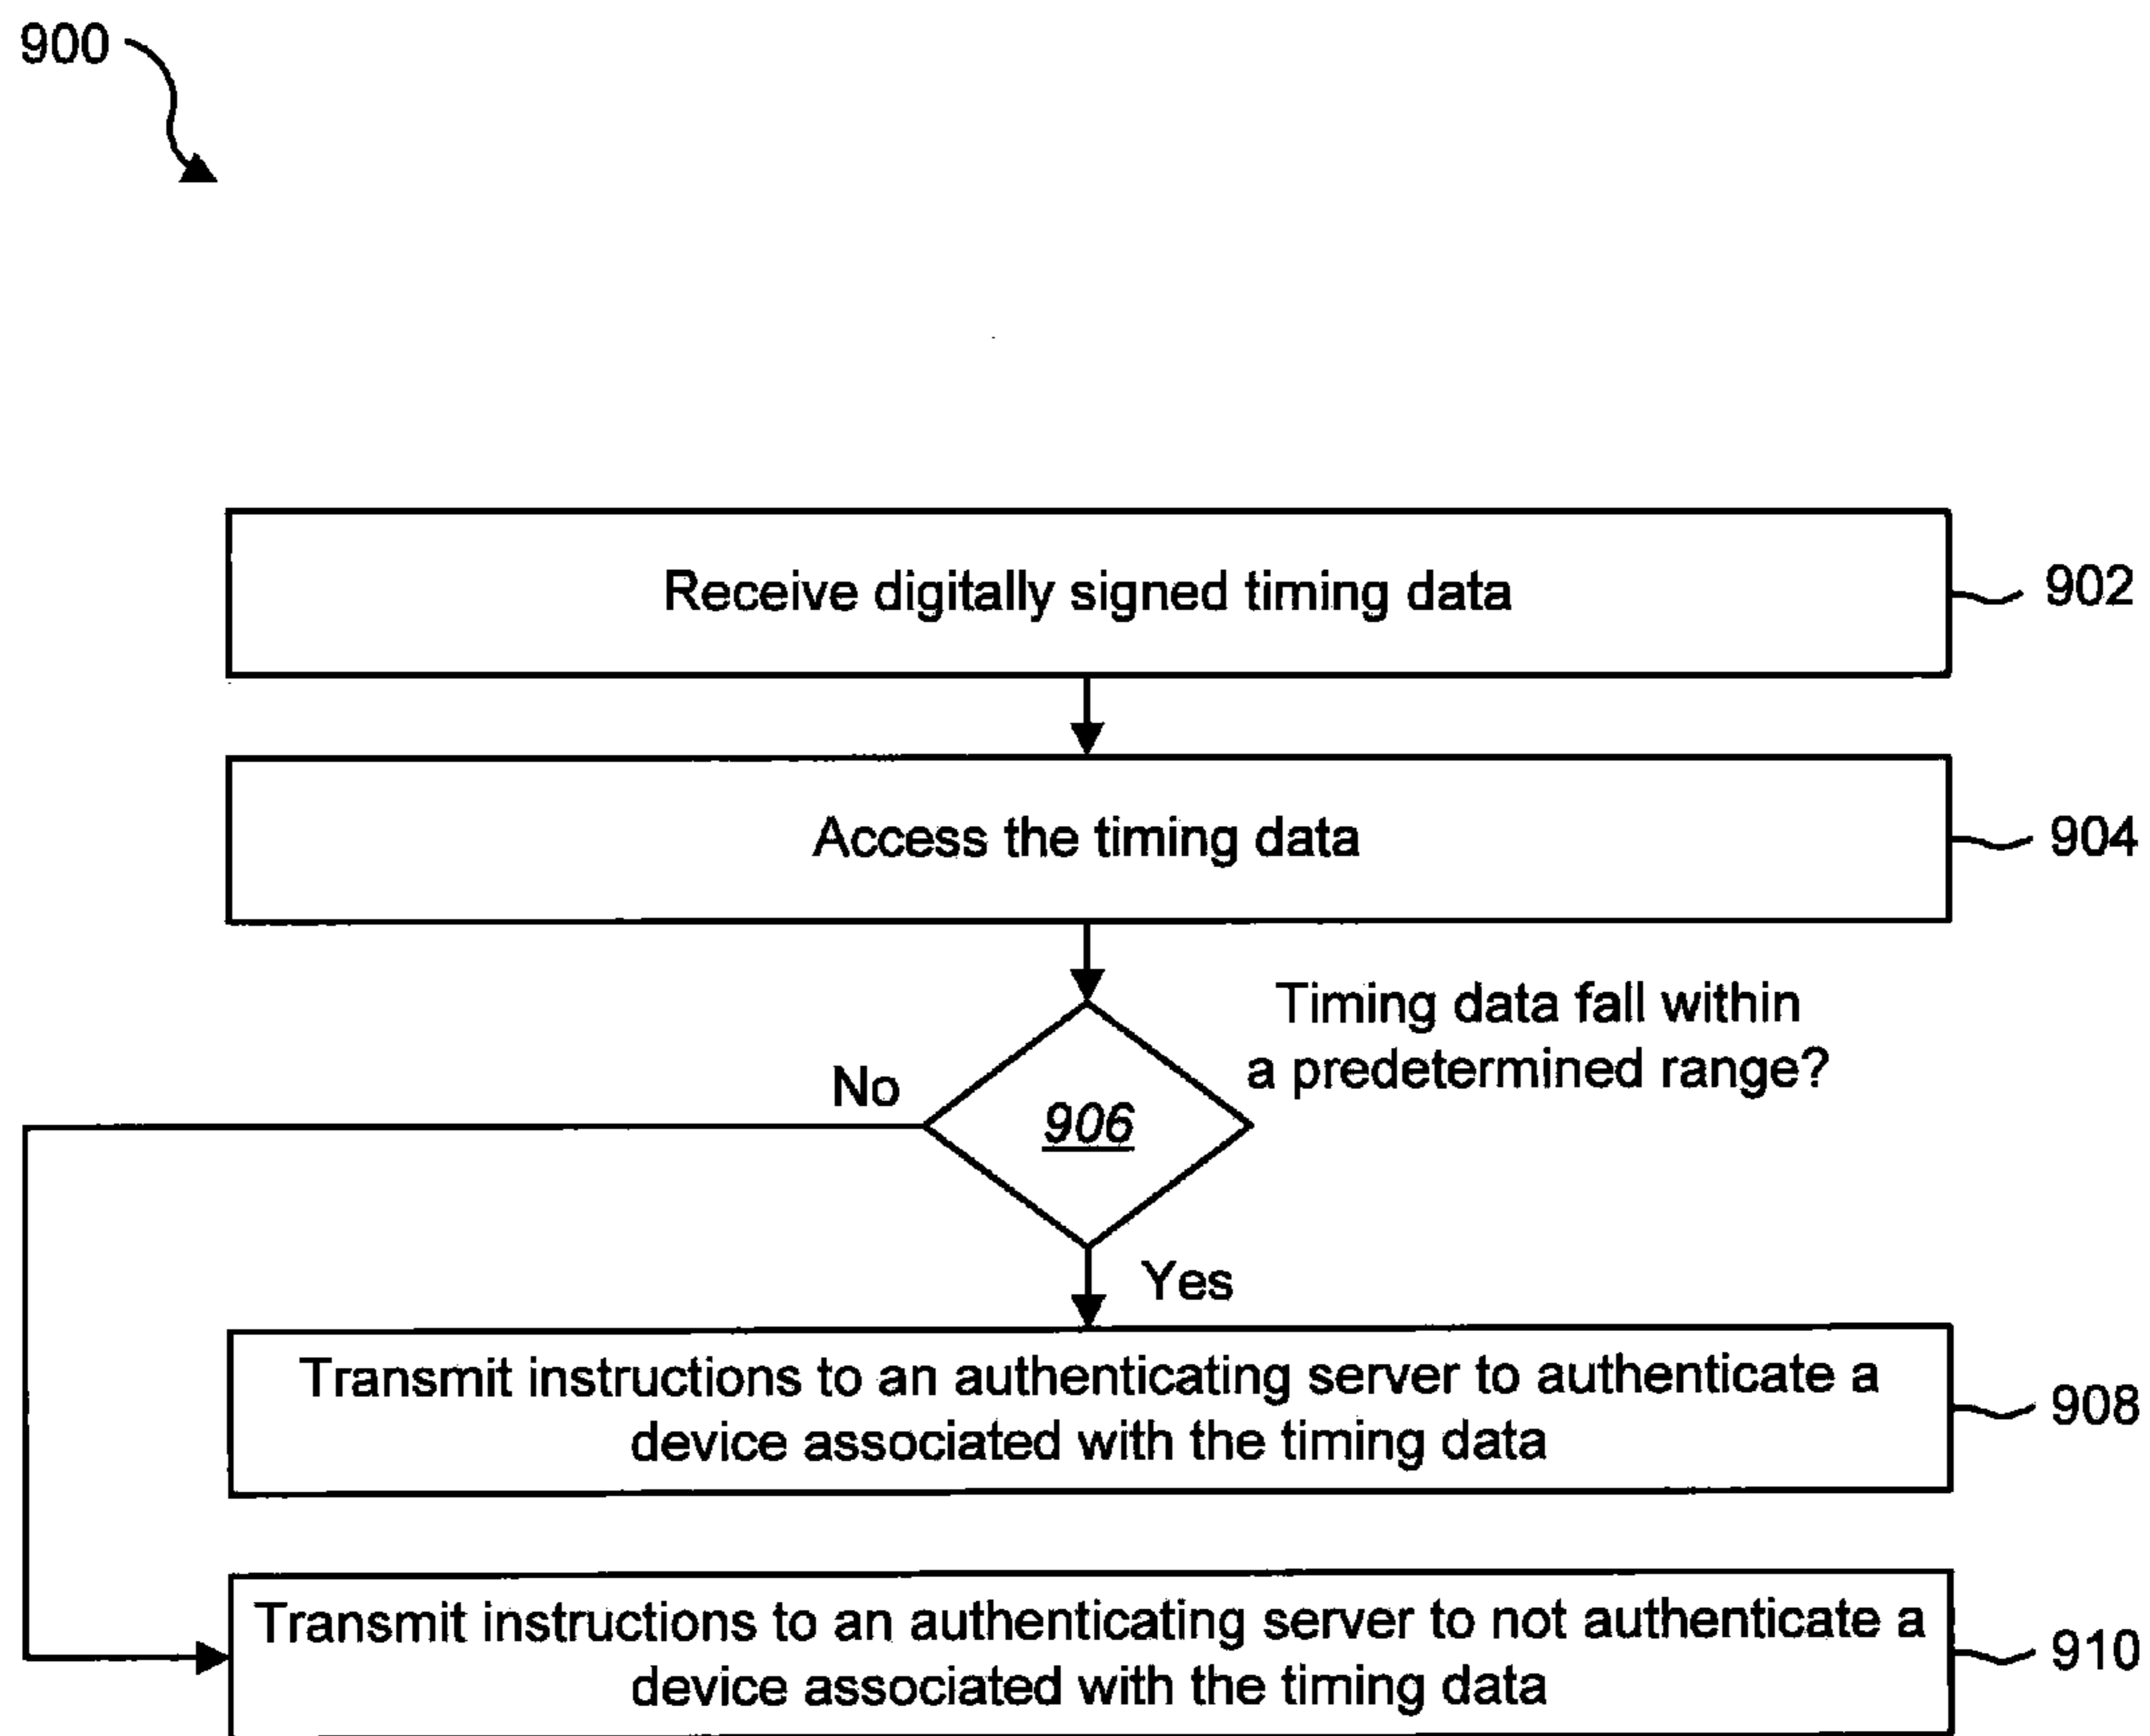 900
Receive digitally signed timing data
902
Access the timing data
904
Timing data fall within
a predetermined range?
No
906
Yes
Transmit instructions to an authenticating server to authenticate a
device associated with the timing data
908
Transmit instructions to an authenticating server to not authenticate a
device associated with the timing data
910